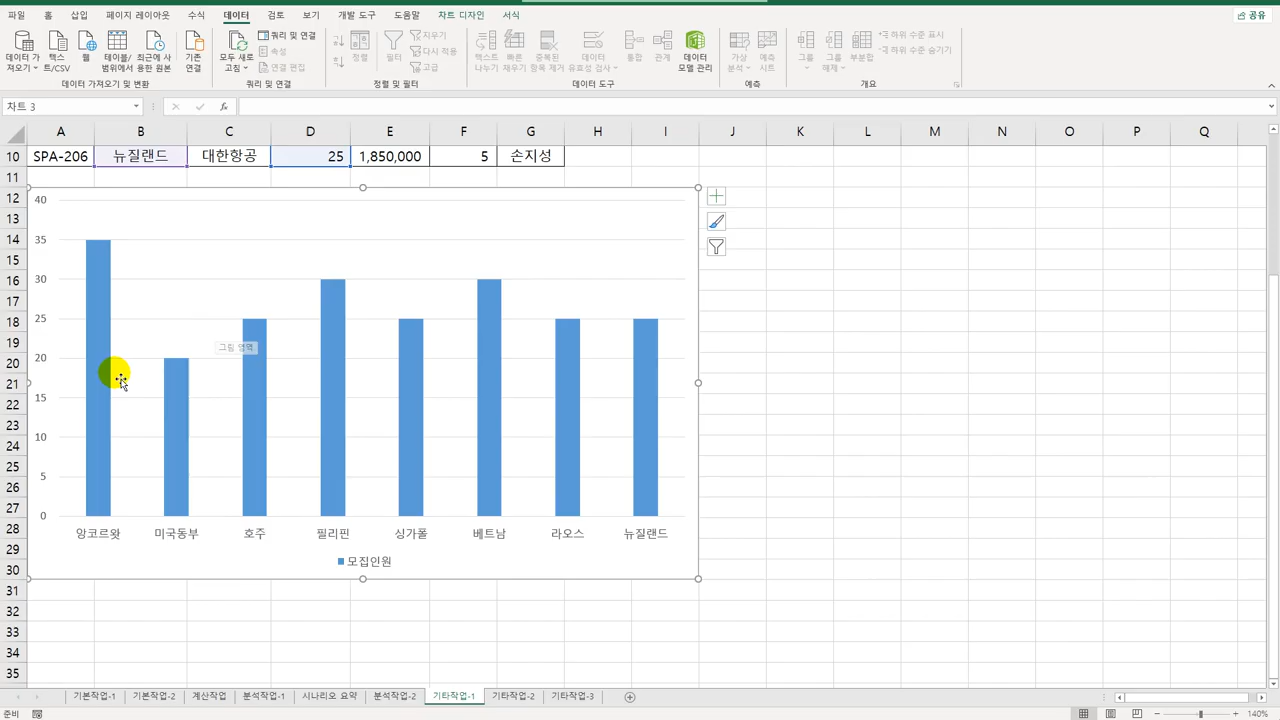 파일 홈 삽입 페이지 레이아웃 수식 데이터 검토 보기 개발 도구 도움말 차트 디자인 서식 공유
데이터 가져오기 텍스트/CSV 웹 테이블/범위에서 최근에 사용한 원본 기존 연결
모두 새로 고침 쿼리 및 연결 속성 연결 편집
정렬 필터 지우기 다시 적용 고급
텍스트 나누기 빠른 채우기 중복된 항목 제거 데이터 유효성 검사 통합 관계 데이터 모델 관리
가상 분석 예측 시트 그룹 그룹 해제 부분합 하위 수준 표시 하위 수준 숨기기
데이터 가져오기 및 변환 쿼리 및 연결 정렬 및 필터 데이터 도구 예측 개요
차트 3 fx
A B C D E F G H I J K L M N O P Q
10 SPA-206 뉴질랜드 대한항공 25 1,850,000 5 손지성
11
12
13
14
15
16
17
18
19
20
21
22
23
24
25
26
27
28
29
30
31
32
33
34
35
40
35
30
25
20
15
10
5
0
그림 영역
앙코르왓 미국동부 호주 필리핀 싱가폴 베트남 라오스 뉴질랜드
모집인원
기본작업-1 기본작업-2 계산작업 분석작업-1 시나리오 요약 분석작업-2 기타작업-1 기타작업-2 기타작업-3
준비 140%